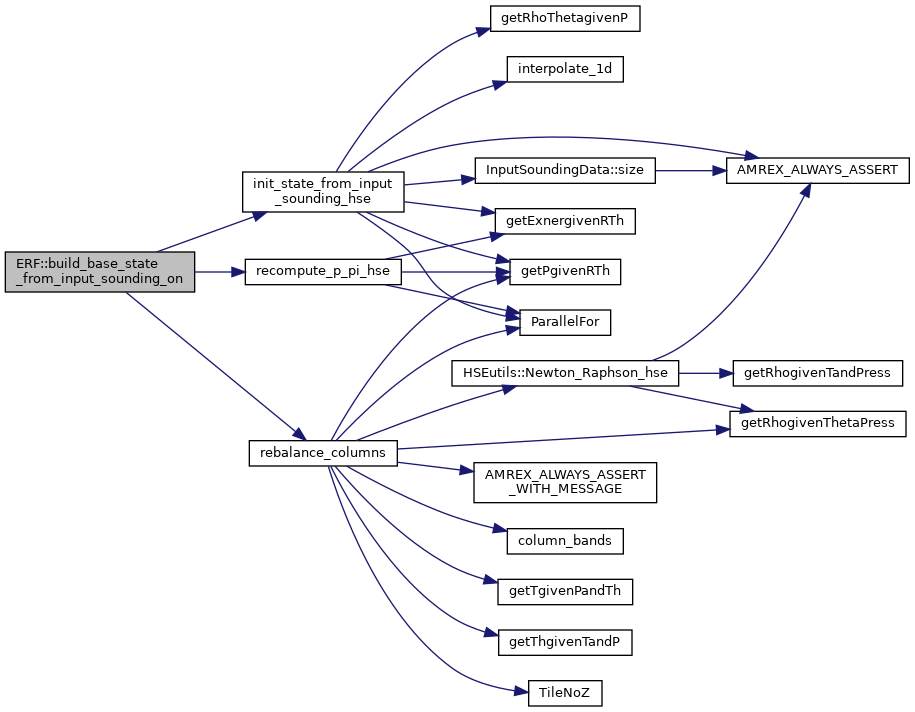 getRhoThetagivenP
interpolate_1d
init_state_from_input
_sounding_hse
InputSoundingData::size
AMREX_ALWAYS_ASSERT
getExnergivenRTh
ERF::build_base_state
_from_input_sounding_on
recompute_p_pi_hse
getPgivenRTh
ParallelFor
HSEutils::Newton_Raphson_hse
getRhogivenTandPress
getRhogivenThetaPress
rebalance_columns
AMREX_ALWAYS_ASSERT
_WITH_MESSAGE
column_bands
getTgivenPandTh
getThgivenTandP
TileNoZ